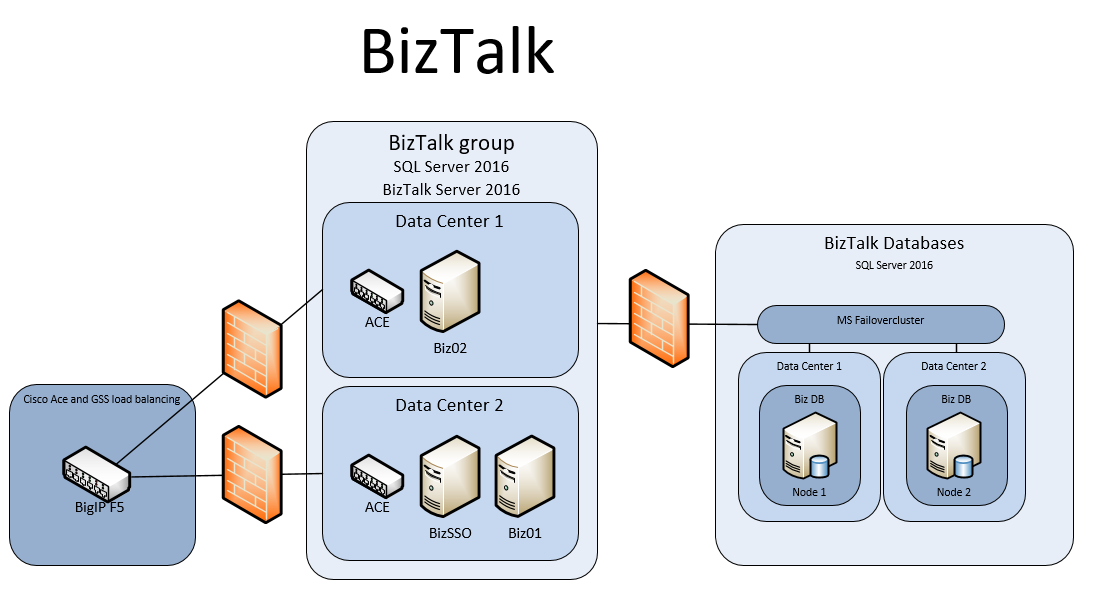 BizTalk
BizTalk group
SQL Server 2016
BizTalk Server 2016
Data Center 1
ACE
Biz02
Data Center 2
ACE
BizSSO
Biz01
Cisco Ace and GSS load balancing
BigIP F5
BizTalk Databases
SQL Server 2016
MS Failovercluster
Data Center 1
Biz DB
Node 1
Data Center 2
Biz DB
Node 2